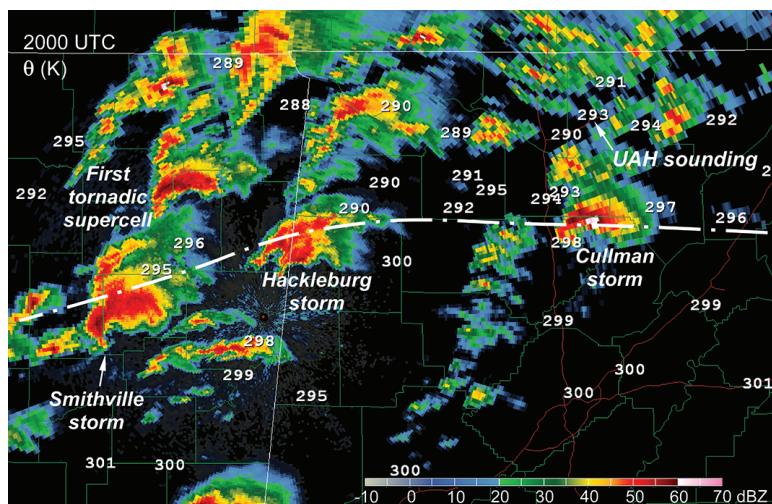 2000 UTC
θ (K)
289
291
288
290
293
292
294
289
290
295
First
tornadic
supercell
UAH sounding
292
290
291
295
293
294
290
292
297
296
2
296
298
295
Hackleburg
storm
300
Cullman
storm
299
299
298
299
Smithville
storm
295
300
300
301
300
301
300
300
-10 0 10 20 30 40 50 60 70 dBZ